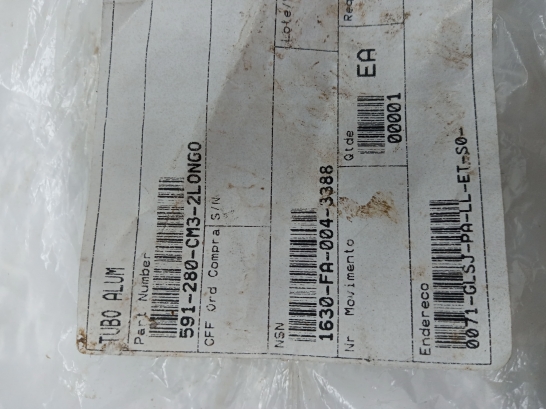 TUBO ALUM
Part Number
591-280-CM3-2LONGO
CFF Ord Compra S/N
NSN
1630-FA-004-3388
Nr Movimento
Qtde
00001
EA
Endereco
0071-GLSJ-PA-LL-ET-S0-